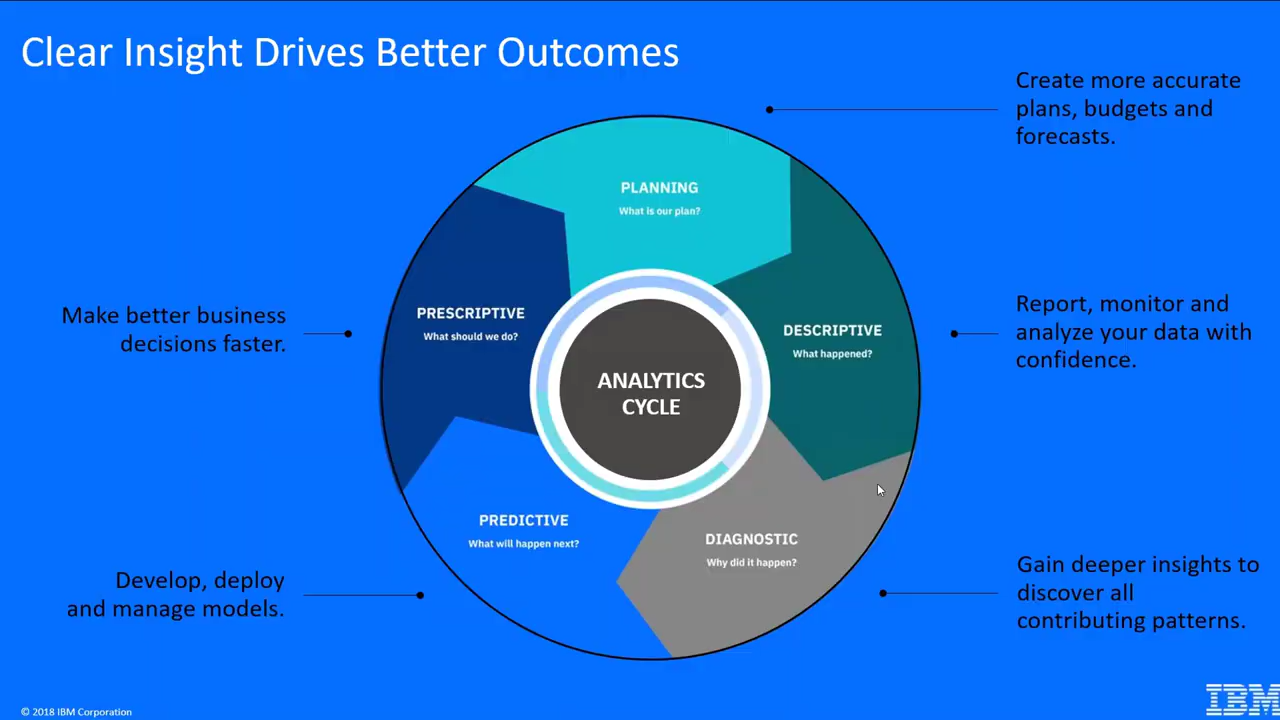 Clear Insight Drives Better Outcomes
Create more accurate
plans, budgets and
forecasts.
PLANNING
What is our plan?
PRESCRIPTIVE
What should we do?
DESCRIPTIVE
What happened?
Make better business
decisions faster.
Report, monitor and
analyze your data with
confidence.
ANALYTICS
CYCLE
PREDICTIVE
What will happen next?
DIAGNOSTIC
Why did it happen?
Develop, deploy
and manage models.
Gain deeper insights to
discover all
contributing patterns.
© 2018 IBM Corporation
IBM